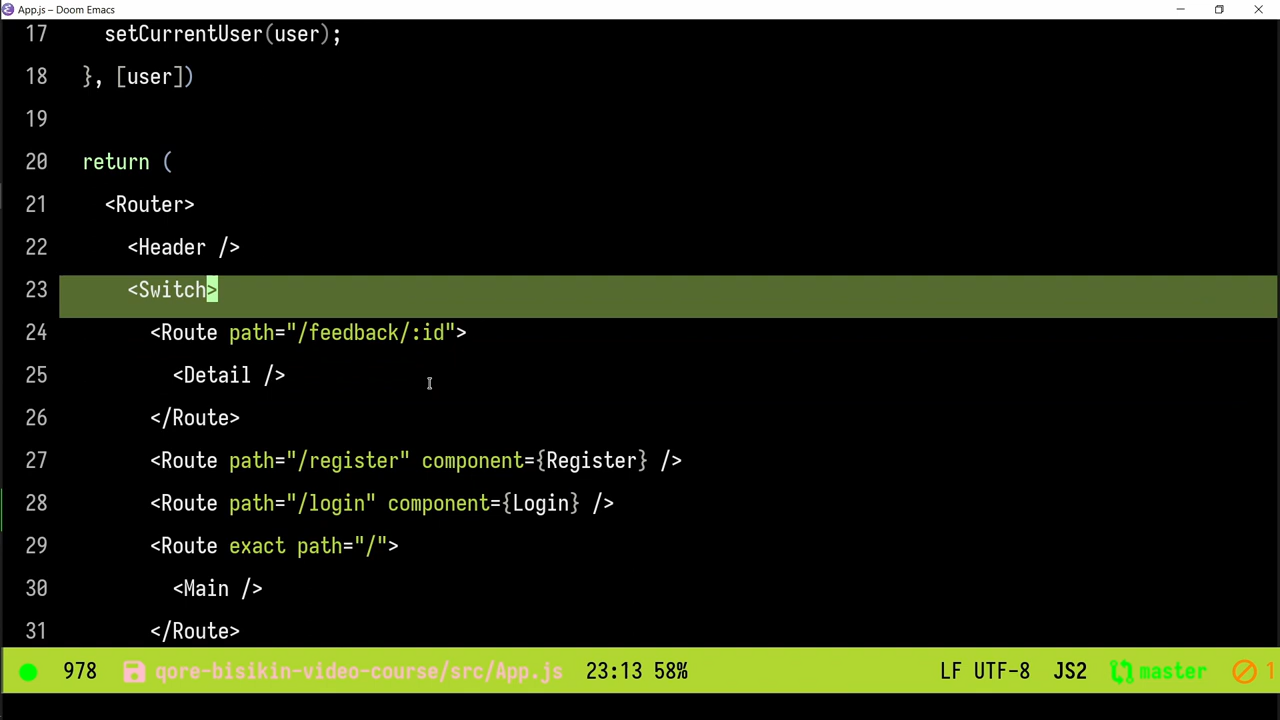 App.js – Doom Emacs
17 setCurrentUser(user);
18 }, [user])
19
20 return (
21 <Router>
22 <Header />
23 <Switch>
24 <Route path="/feedback/:id">
25 <Detail />
26 </Route>
27 <Route path="/register" component={Register} />
28 <Route path="/login" component={Login} />
29 <Route exact path="/">
30 <Main />
31 </Route>
978 qore-bisikin-video-course/src/App.js 23:13 58% LF UTF-8 JS2 master 1